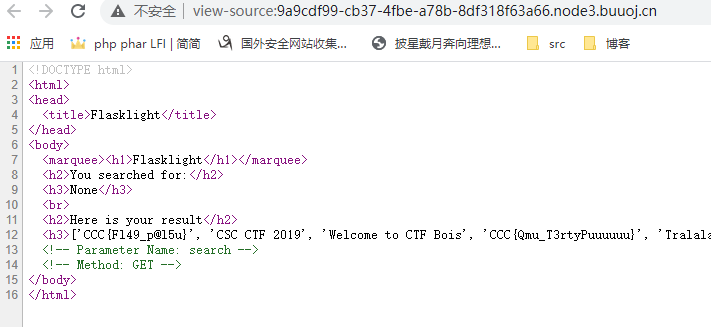 不安全 | view-source:9a9cdf99-cb37-4fbe-a78b-8df318f63a66.node3.buuoj.cn
应用 php phar LFI | 简简 国外安全网站收集... 披星戴月奔向理想... src 博客
1 <!DOCTYPE html>
2 <html>
3 <head>
4 <title>Flasklight</title>
5 </head>
6 <body>
7 <marquee><h1>Flasklight</h1></marquee>
8 <h2>You searched for:</h2>
9 <h3>None</h3>
10 <br>
11 <h2>Here is your result</h2>
12 <h3>['CCC{Fl49_p@l5u}', 'CSC CTF 2019', 'Welcome to CTF Bois', 'CCC{Qmu_T3rtyPuuuuuu}', 'Tralala
13 <!-- Parameter Name: search -->
14 <!-- Method: GET -->
15 </body>
16 </html>